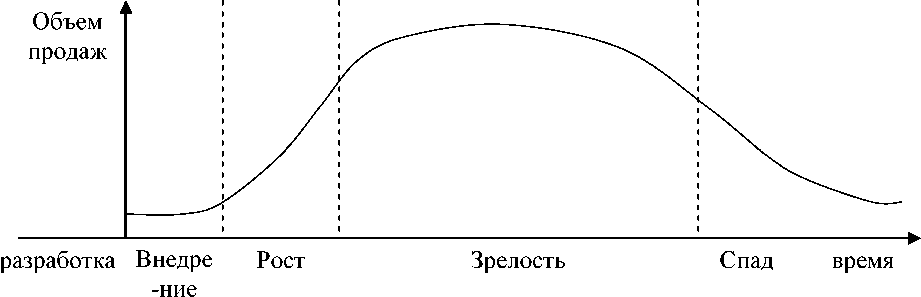 Объем
продаж
разработка
Внедре
-ние
Рост
Зрелость
Спад
время